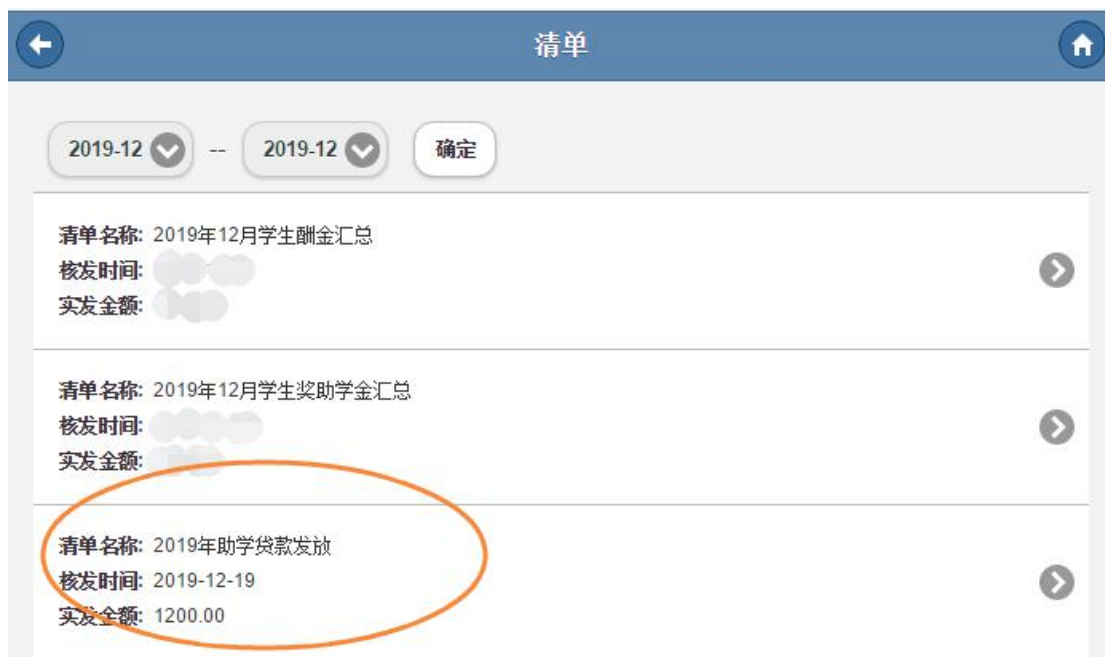 清单
2019-12 -- 2019-12 确定
清单名称: 2019年12月学生酬金汇总
核发时间:
实发金额:
清单名称: 2019年12月学生奖助学金汇总
核发时间:
实发金额:
清单名称: 2019年助学贷款发放
核发时间: 2019-12-19
实发金额: 1200.00